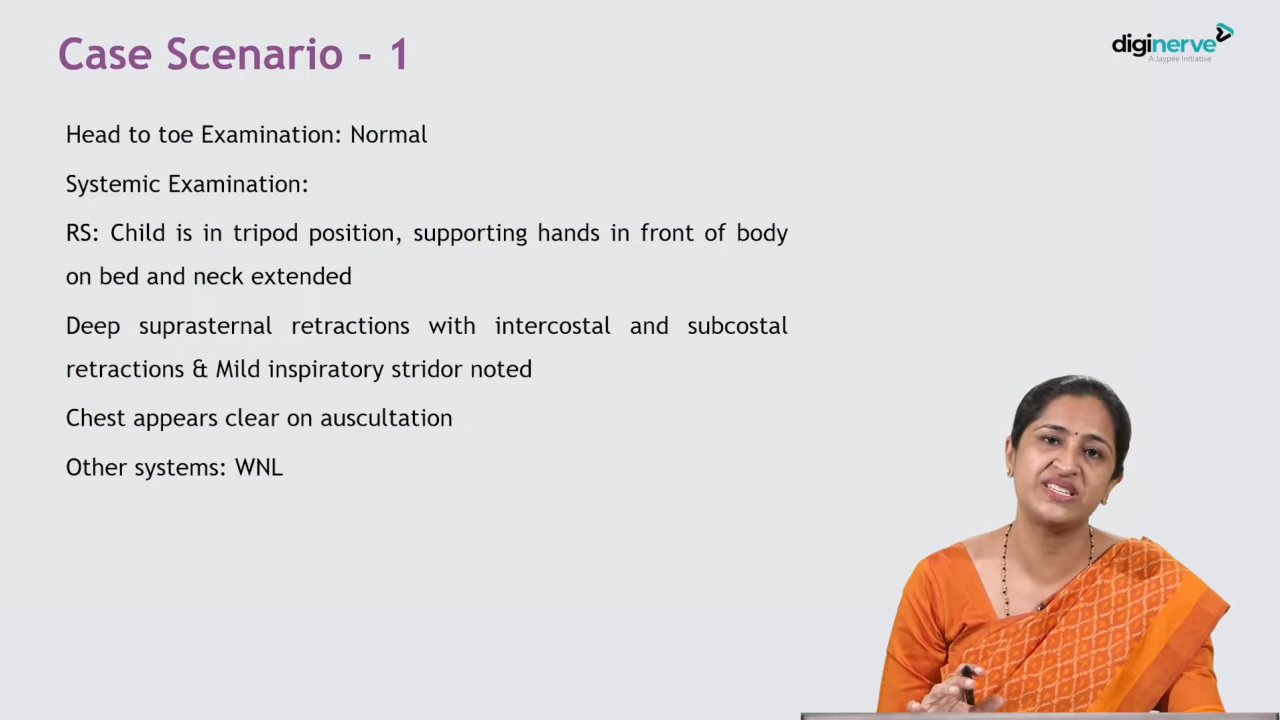 Case Scenario - 1
diginerve
A Jaypee Initiative
Head to toe Examination: Normal
Systemic Examination:
RS: Child is in tripod position, supporting hands in front of body
on bed and neck extended
Deep suprasternal retractions with intercostal and subcostal
retractions & Mild inspiratory stridor noted
Chest appears clear on auscultation
Other systems: WNL